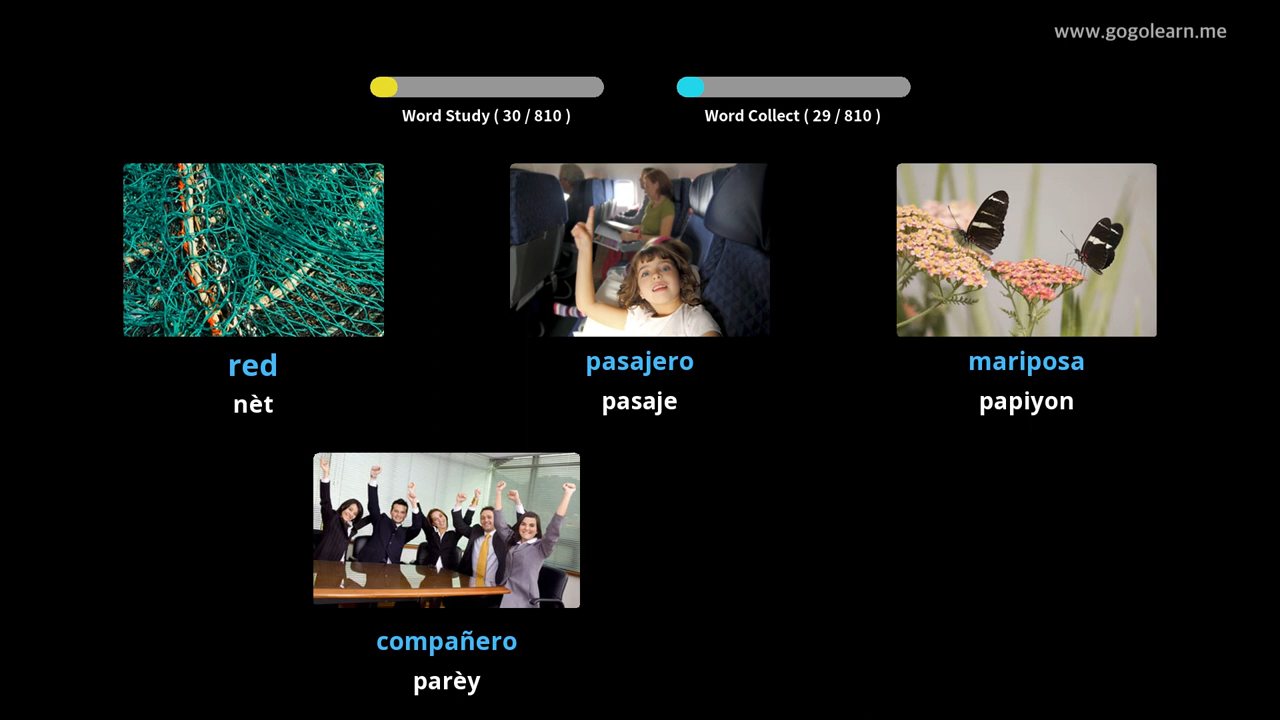 www.gogolearn.me
Word Study ( 30 / 810 )
Word Collect ( 29 / 810 )
red
nèt
pasajero
pasaje
mariposa
papiyon
compañero
parèy